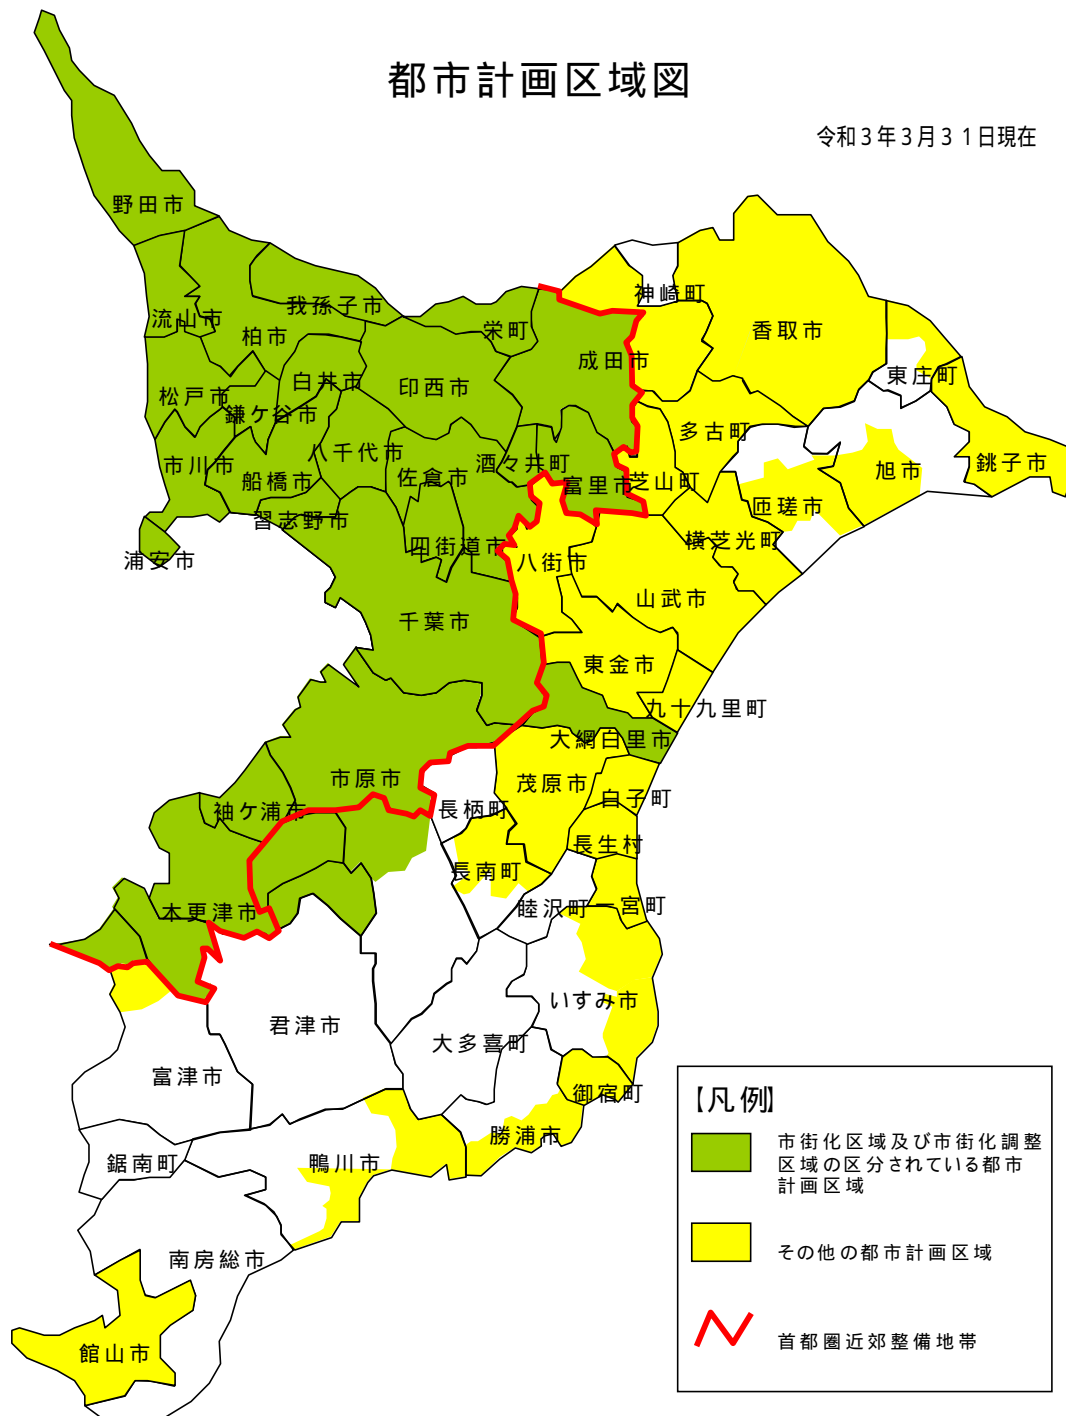 都市計画区域図
令和3年3月31日現在
野田市
流山市
我孫子市
柏市
栄町
神崎町
香取市
成田市
松戸市
白井市
印西市
東庄町
鎌ケ谷市
多古町
市川市
八千代市
船橋市
佐倉市
酒々井町
富里市
芝山町
旭市
銚子市
匝瑳市
習志野市
浦安市
四街道市
八街市
横芝光町
千葉市
山武市
東金市
九十九里町
大網白里市
市原市
茂原市
白子町
袖ケ浦市
長柄町
長生村
長南町
木更津市
睦沢町
一宮町
いすみ市
君津市
大多喜町
富津市
御宿町
勝浦市
鋸南町
鴨川市
南房総市
館山市
【凡例】
市街化区域及び市街化調整
区域の区分されている都市
計画区域
その他の都市計画区域
首都圏近郊整備地帯